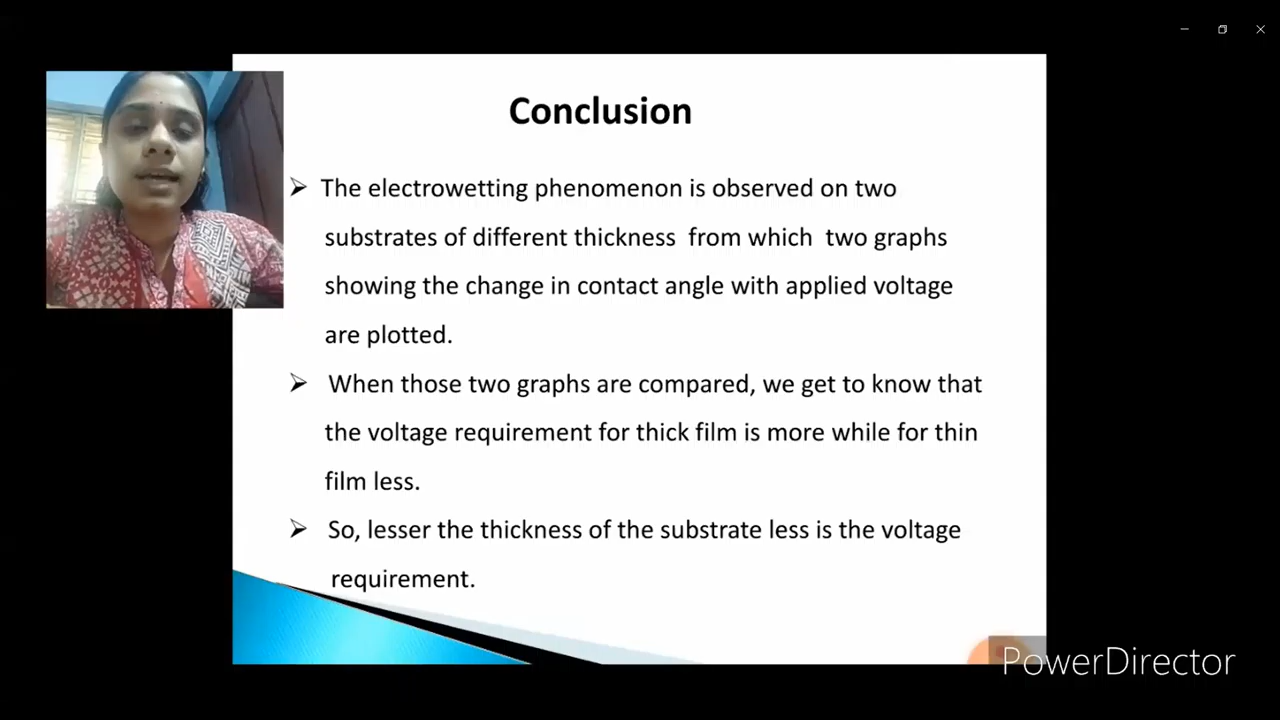 Conclusion
➢ The electrowetting phenomenon is observed on two
substrates of different thickness from which two graphs
showing the change in contact angle with applied voltage
are plotted.
➢ When those two graphs are compared, we get to know that
the voltage requirement for thick film is more while for thin
film less.
➢ So, lesser the thickness of the substrate less is the voltage
requirement.
PowerDirector